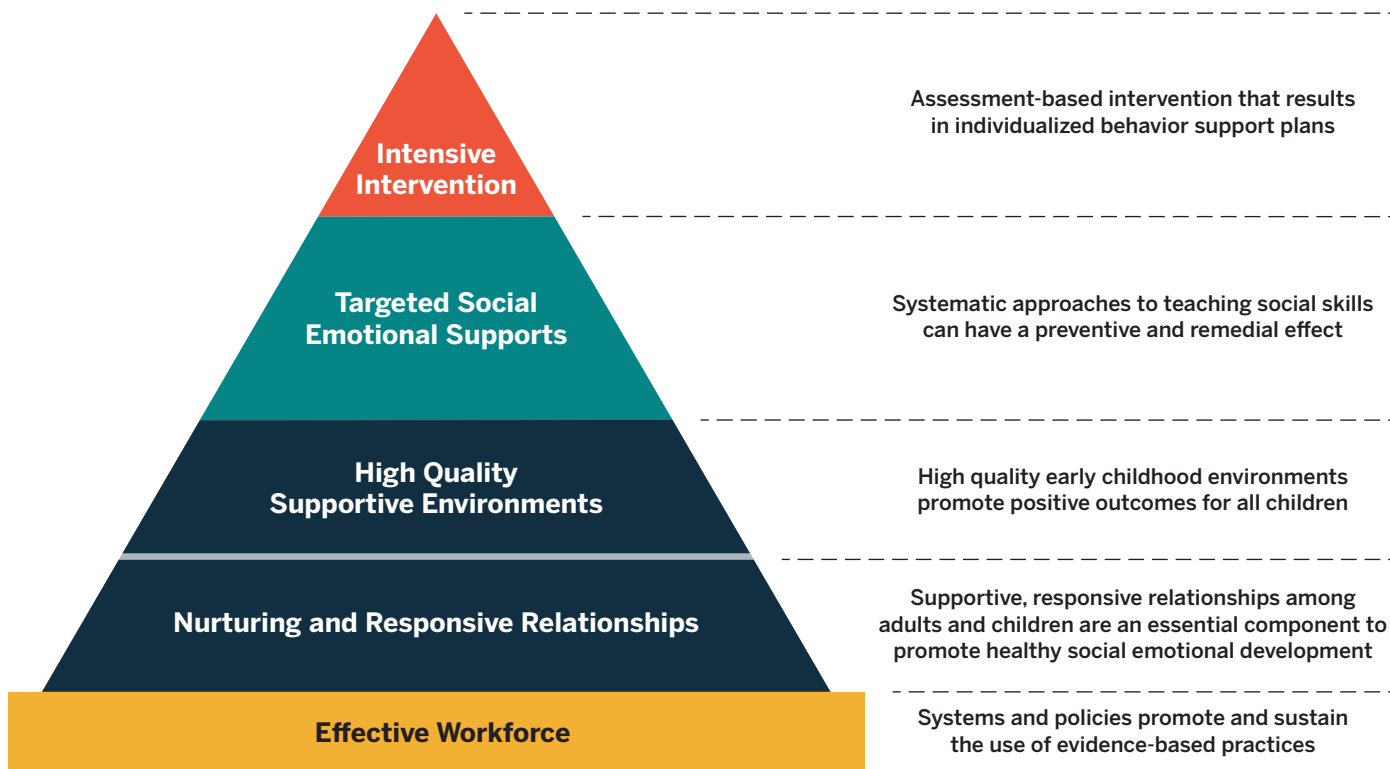 Intensive
Intervention
Assessment-based intervention that results
in individualized behavior support plans
Targeted Social
Emotional Supports
Systematic approaches to teaching social skills
can have a preventive and remedial effect
High Quality
Supportive Environments
High quality early childhood environments
promote positive outcomes for all children
Nurturing and Responsive Relationships
Supportive, responsive relationships among
adults and children are an essential component to
promote healthy social emotional development
Effective Workforce
Systems and policies promote and sustain
the use of evidence-based practices